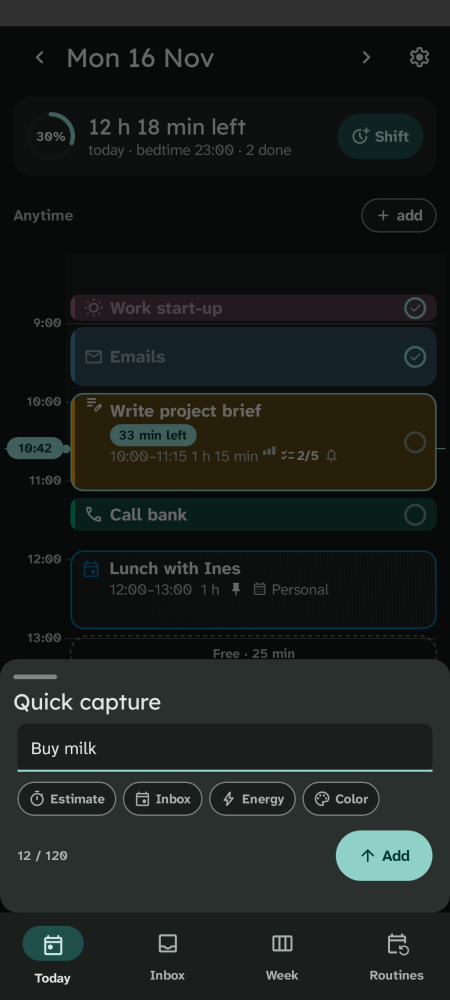 Mon 16 Nov
30%
12 h 18 min left
today · bedtime 23:00 · 2 done
Shift
Anytime
add
Work start-up
9:00
Emails
10:00
Write project brief
33 min left
10:42
10:00–11:15 1 h 15 min 2/5
11:00
Call bank
12:00
Lunch with Ines
12:00–13:00 1 h Personal
13:00
Free · 25 min
Quick capture
Buy milk
Estimate
Inbox
Energy
Color
12 / 120
Add
Today
Inbox
Week
Routines